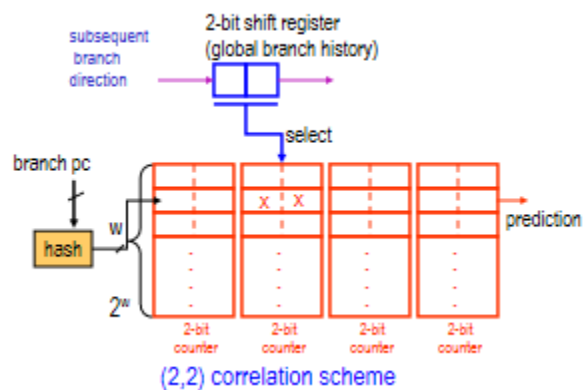 2-bit shift register
(global branch history)
subsequent
branch
direction
select
branch pc
X X
prediction
w
hash
2^w
2-bit
counter
2-bit
counter
2-bit
counter
2-bit
counter
(2,2) correlation scheme